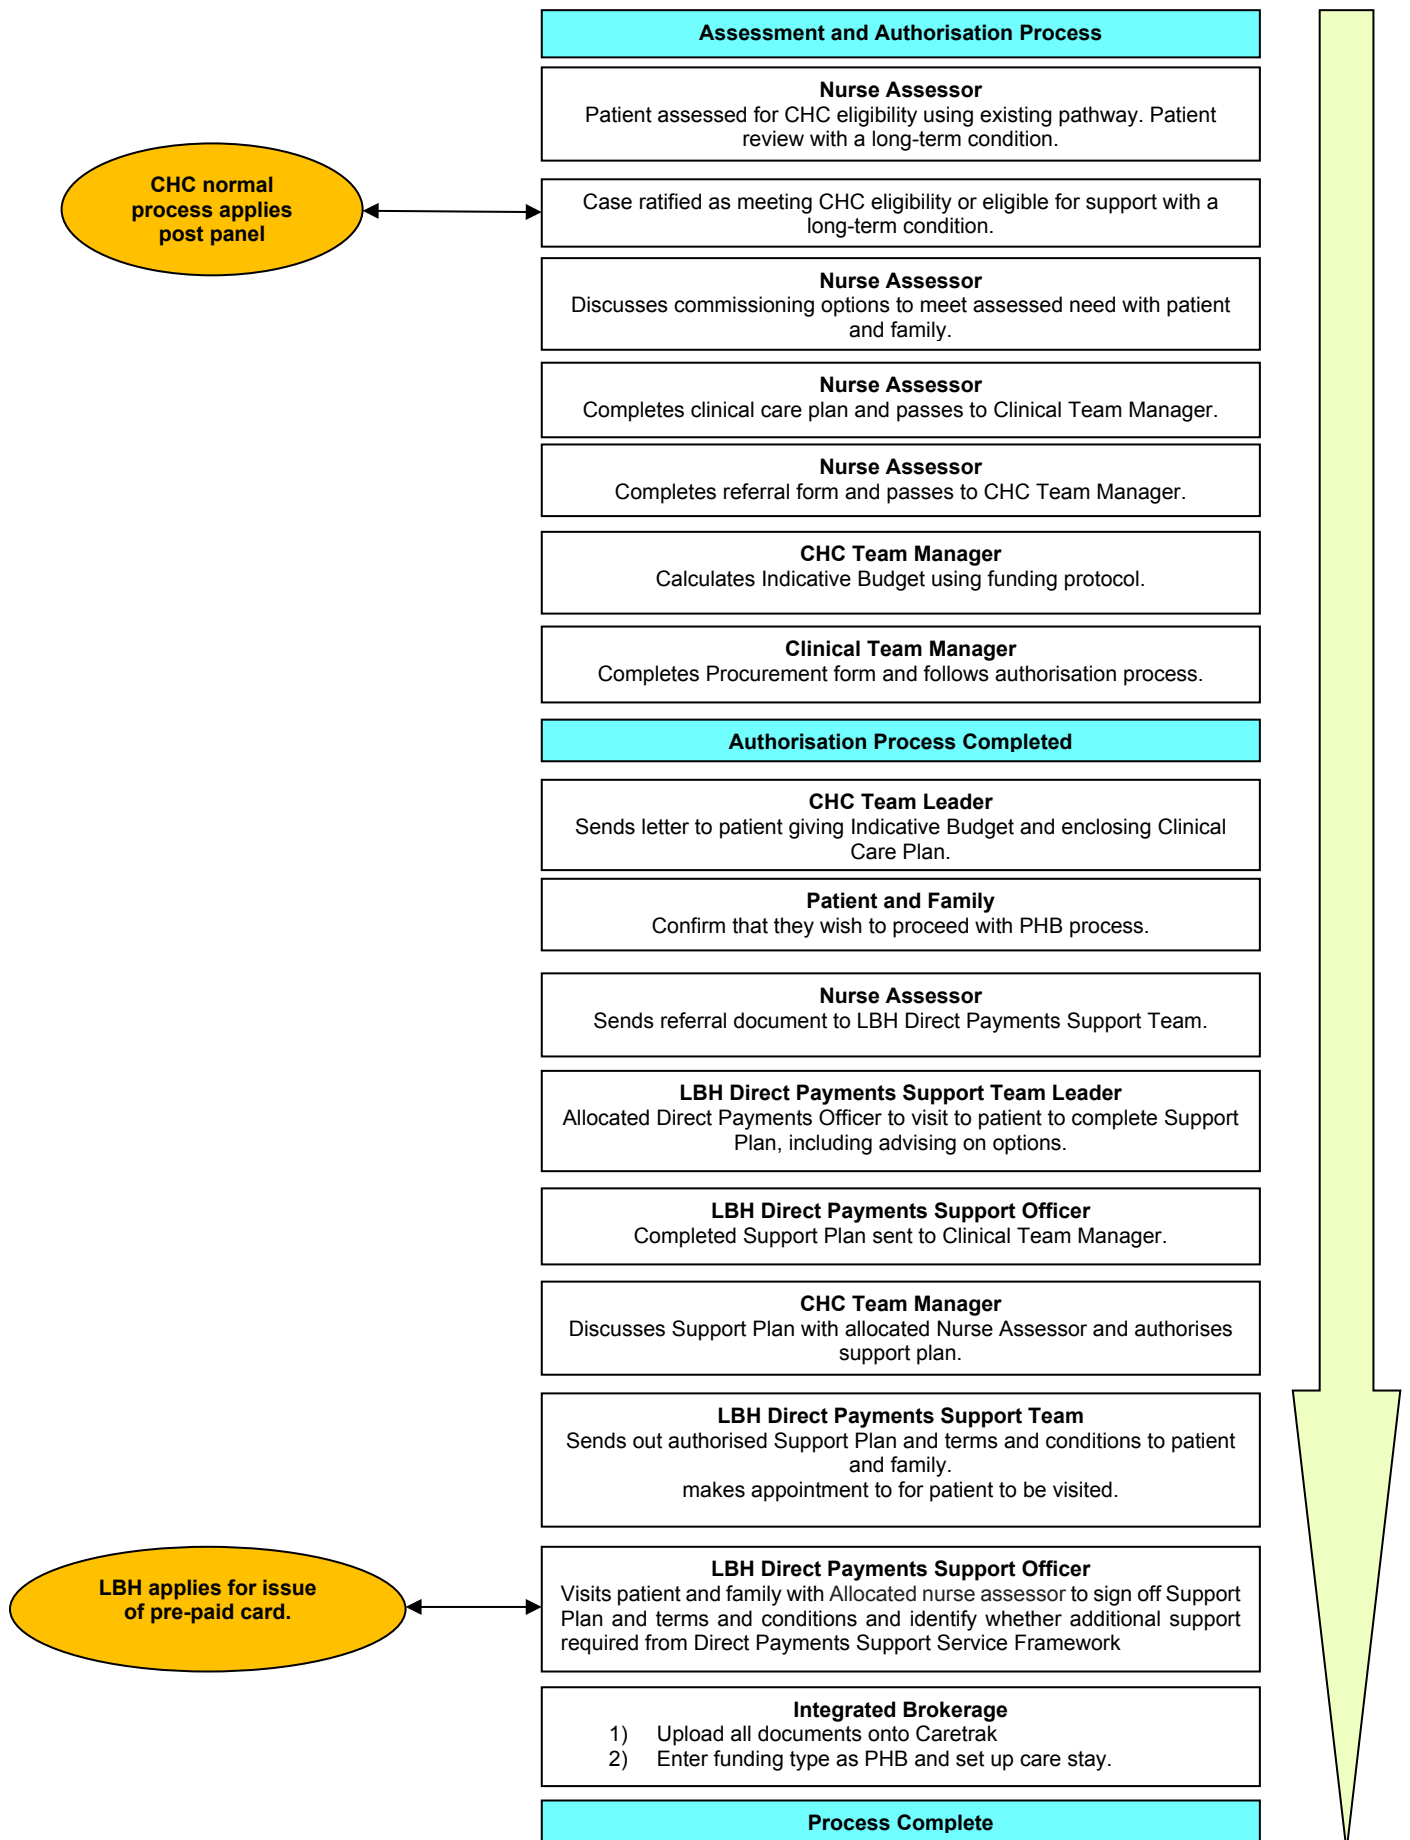 Assessment and Authorisation Process
Nurse Assessor
Patient assessed for CHC eligibility using existing pathway. Patient
review with a long-term condition.
CHC normal
process applies
post panel
Case ratified as meeting CHC eligibility or eligible for support with a
long-term condition.
Nurse Assessor
Discusses commissioning options to meet assessed need with patient
and family.
Nurse Assessor
Completes clinical care plan and passes to Clinical Team Manager.
Nurse Assessor
Completes referral form and passes to CHC Team Manager.
CHC Team Manager
Calculates Indicative Budget using funding protocol.
Clinical Team Manager
Completes Procurement form and follows authorisation process.
Authorisation Process Completed
CHC Team Leader
Sends letter to patient giving Indicative Budget and enclosing Clinical
Care Plan.
Patient and Family
Confirm that they wish to proceed with PHB process.
Nurse Assessor
Sends referral document to LBH Direct Payments Support Team.
LBH Direct Payments Support Team Leader
Allocated Direct Payments Officer to visit to patient to complete Support
Plan, including advising on options.
LBH Direct Payments Support Officer
Completed Support Plan sent to Clinical Team Manager.
CHC Team Manager
Discusses Support Plan with allocated Nurse Assessor and authorises
support plan.
LBH Direct Payments Support Team
Sends out authorised Support Plan and terms and conditions to patient
and family.
makes appointment to for patient to be visited.
LBH applies for issue
of pre-paid card.
LBH Direct Payments Support Officer
Visits patient and family with Allocated nurse assessor to sign off Support
Plan and terms and conditions and identify whether additional support
required from Direct Payments Support Service Framework
Integrated Brokerage
1) Upload all documents onto Caretrak
2) Enter funding type as PHB and set up care stay.
Process Complete